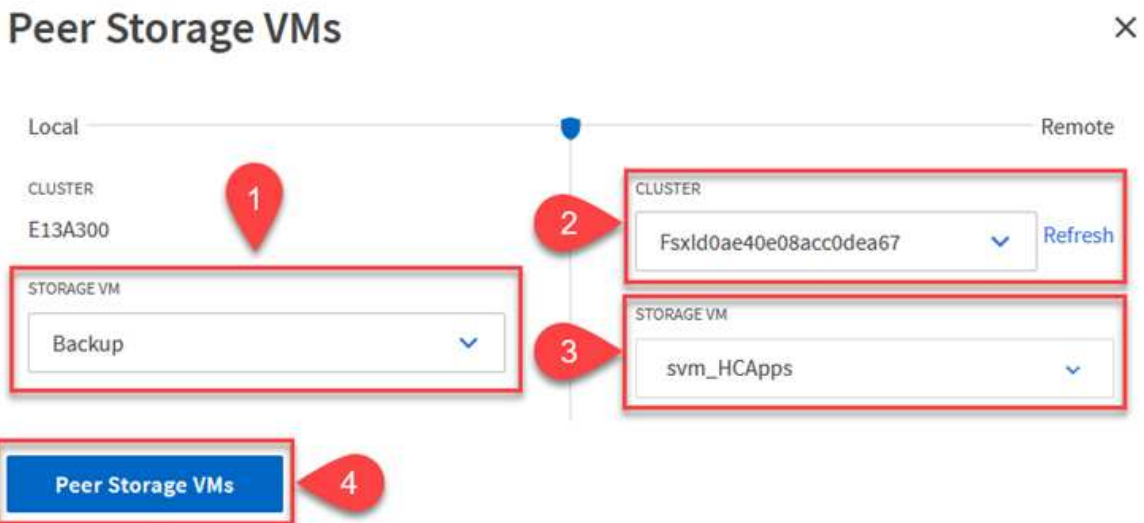 Peer Storage VMs
Local
Remote
CLUSTER
E13A300
1
STORAGE VM
Backup
2
CLUSTER
FsxId0ae40e08acc0dea67
Refresh
3
STORAGE VM
svm_HCApps
Peer Storage VMs
4